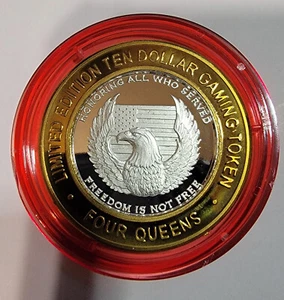 LIMITED EDITION TEN DOLLAR GAMING TOKEN
• FOUR QUEENS •
HONORING ALL WHO SERVED
FREEDOM IS NOT FREE